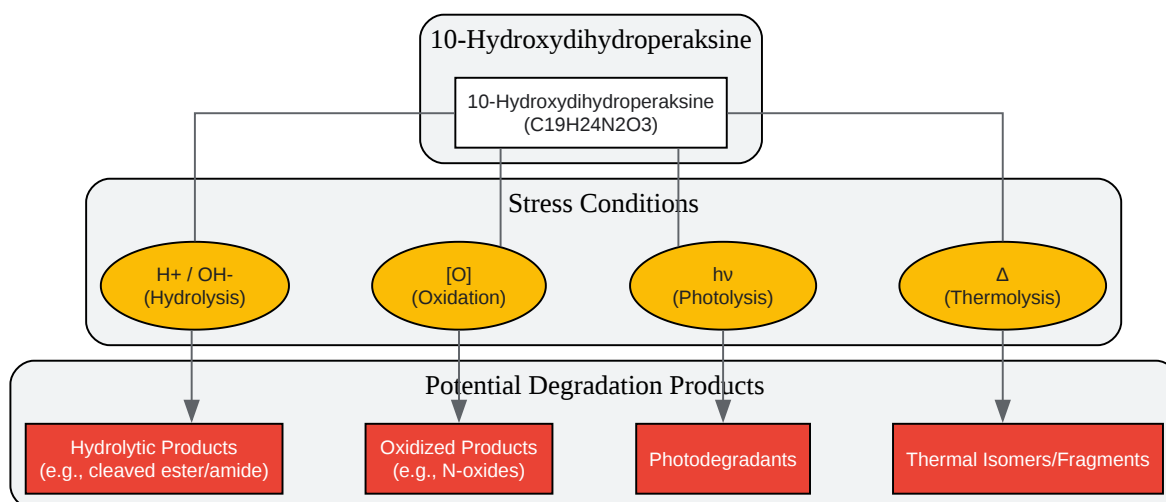 10-Hydroxydihydroperaksine
10-Hydroxydihydroperaksine
(C19H24N2O3)
Stress Conditions
H+ / OH-
(Hydrolysis)
[O]
(Oxidation)
hν
(Photolysis)
Δ
(Thermolysis)
Potential Degradation Products
Hydrolytic Products
(e.g., cleaved ester/amide)
Oxidized Products
(e.g., N-oxides)
Photodegradants
Thermal Isomers/Fragments